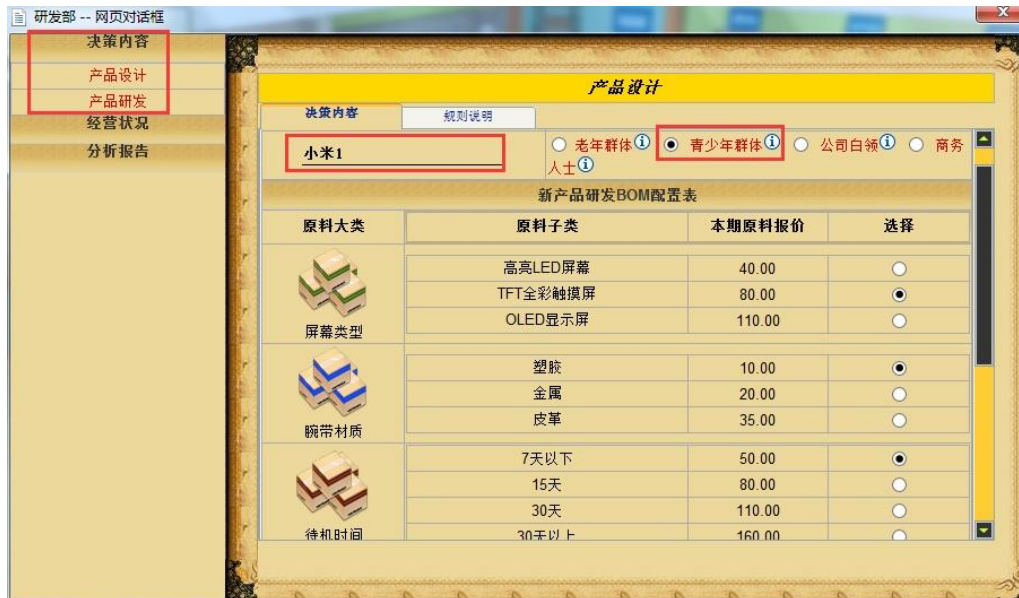 研发部 -- 网页对话框
决策内容
产品设计
产品研发
经营状况
分析报告
产品设计
决策内容 规则说明
小米1
老年群体 青少年群体 公司白领 商务
人士
新产品研发BOM配置表
原料大类 原料子类 本期原料报价 选择
高亮LED屏幕 40.00
TFT全彩触摸屏 80.00
OLED显示屏 110.00
屏幕类型
塑胶 10.00
金属 20.00
皮革 35.00
腕带材质
7天以下 50.00
15天 80.00
30天 110.00
待机时间 30天以上 160.00